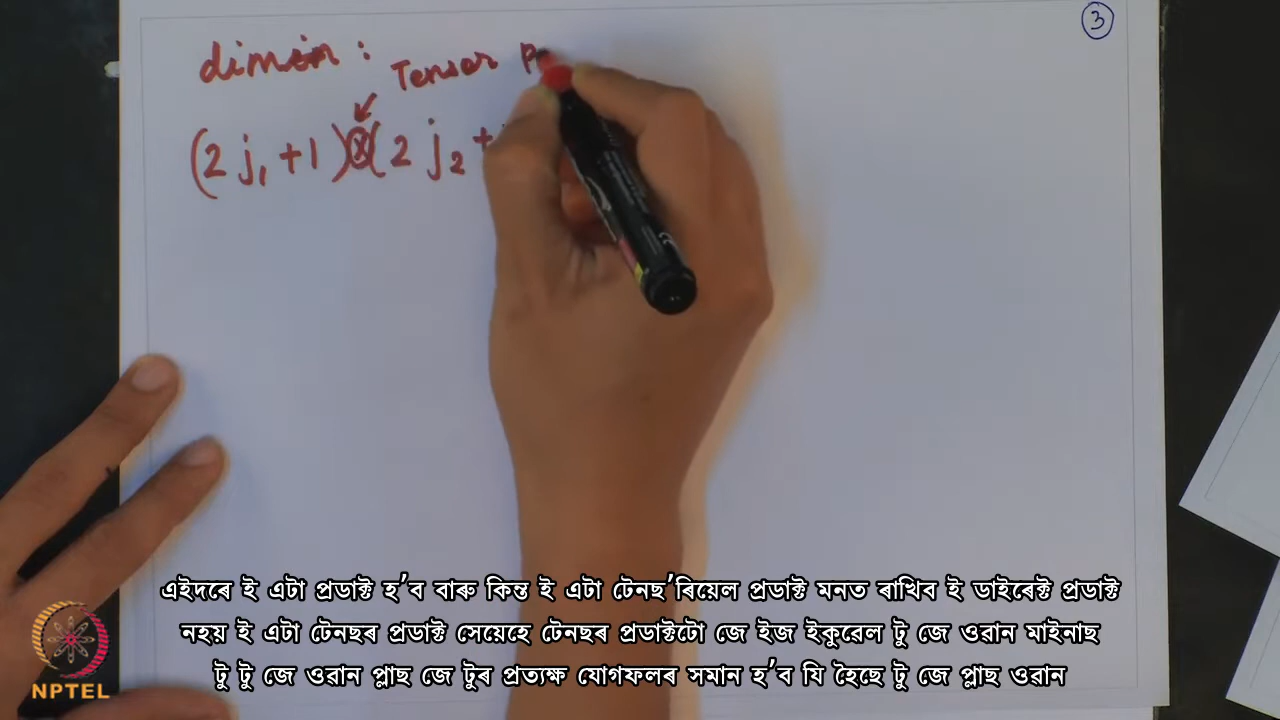 3
dimen :
Tensor P
(2 j₁ + 1) ⊗ (2 j₂ +
এইদৰে ই এটা প্ৰডাক্ট হ’ব বাৰু কিন্ত ই এটা টেনছ’ৰিয়েল প্ৰডাক্ট মনত ৰাখিব ই ডাইৰেক্ট প্ৰডাক্ট
নহয় ই এটা টেনছৰ প্ৰডাক্ট সেয়েহে টেনছৰ প্ৰডাক্টটো জে ইজ ইকুৱেল টু জে ওৱান মাইনাছ
টু টু জে ওৱান প্লাছ জে টুৰ প্ৰত্যক্ষ যোগফলৰ সমান হ’ব যি হৈছে টু জে প্লাছ ওৱান
NPTEL